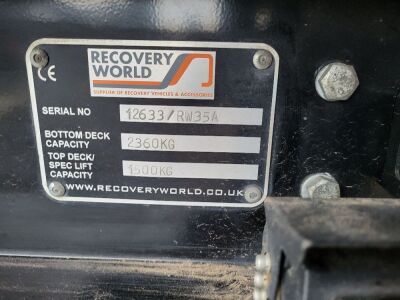 RECOVERY
WORLD
SUPPLIER OF RECOVERY VEHICLES & ACCESSORIES
CE
SERIAL NO 12633/RW35A
BOTTOM DECK
CAPACITY 2360KG
TOP DECK/
SPEC LIFT
CAPACITY 1500KG
WWW.RECOVERYWORLD.CO.UK